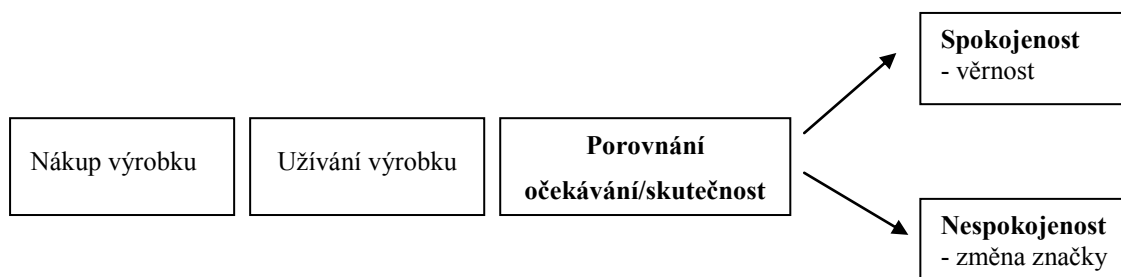 Nákup výrobku
Užívání výrobku
Porovnání
očekávání/skutečnost
Spokojenost
- věrnost
Nespokojenost
- změna značky